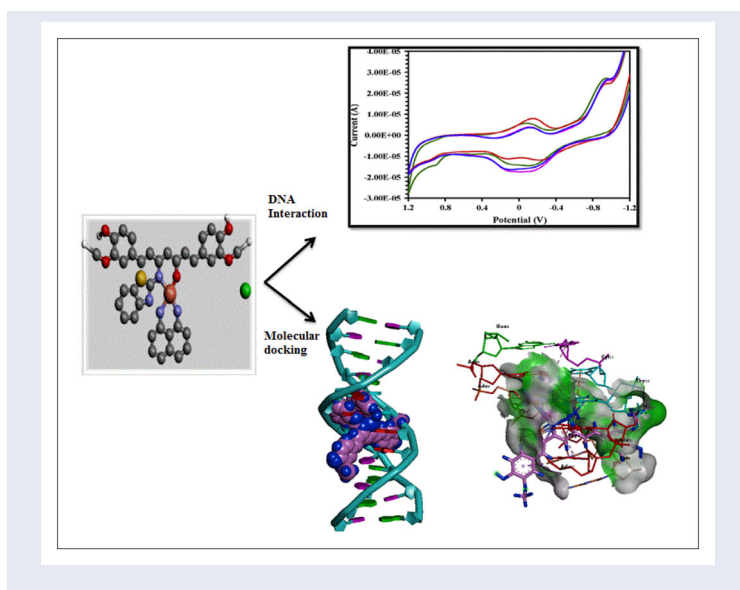 4.00E-05
3.00E-05
2.00E-05
1.00E-05
0.00E+00
-1.00E-05
-2.00E-05
-3.00E-05
Current (A)
1.2 0.8 0.4 0.0 -0.4 -0.8 -1.2
Potential (V)
DNA
Interaction
Molecular
docking